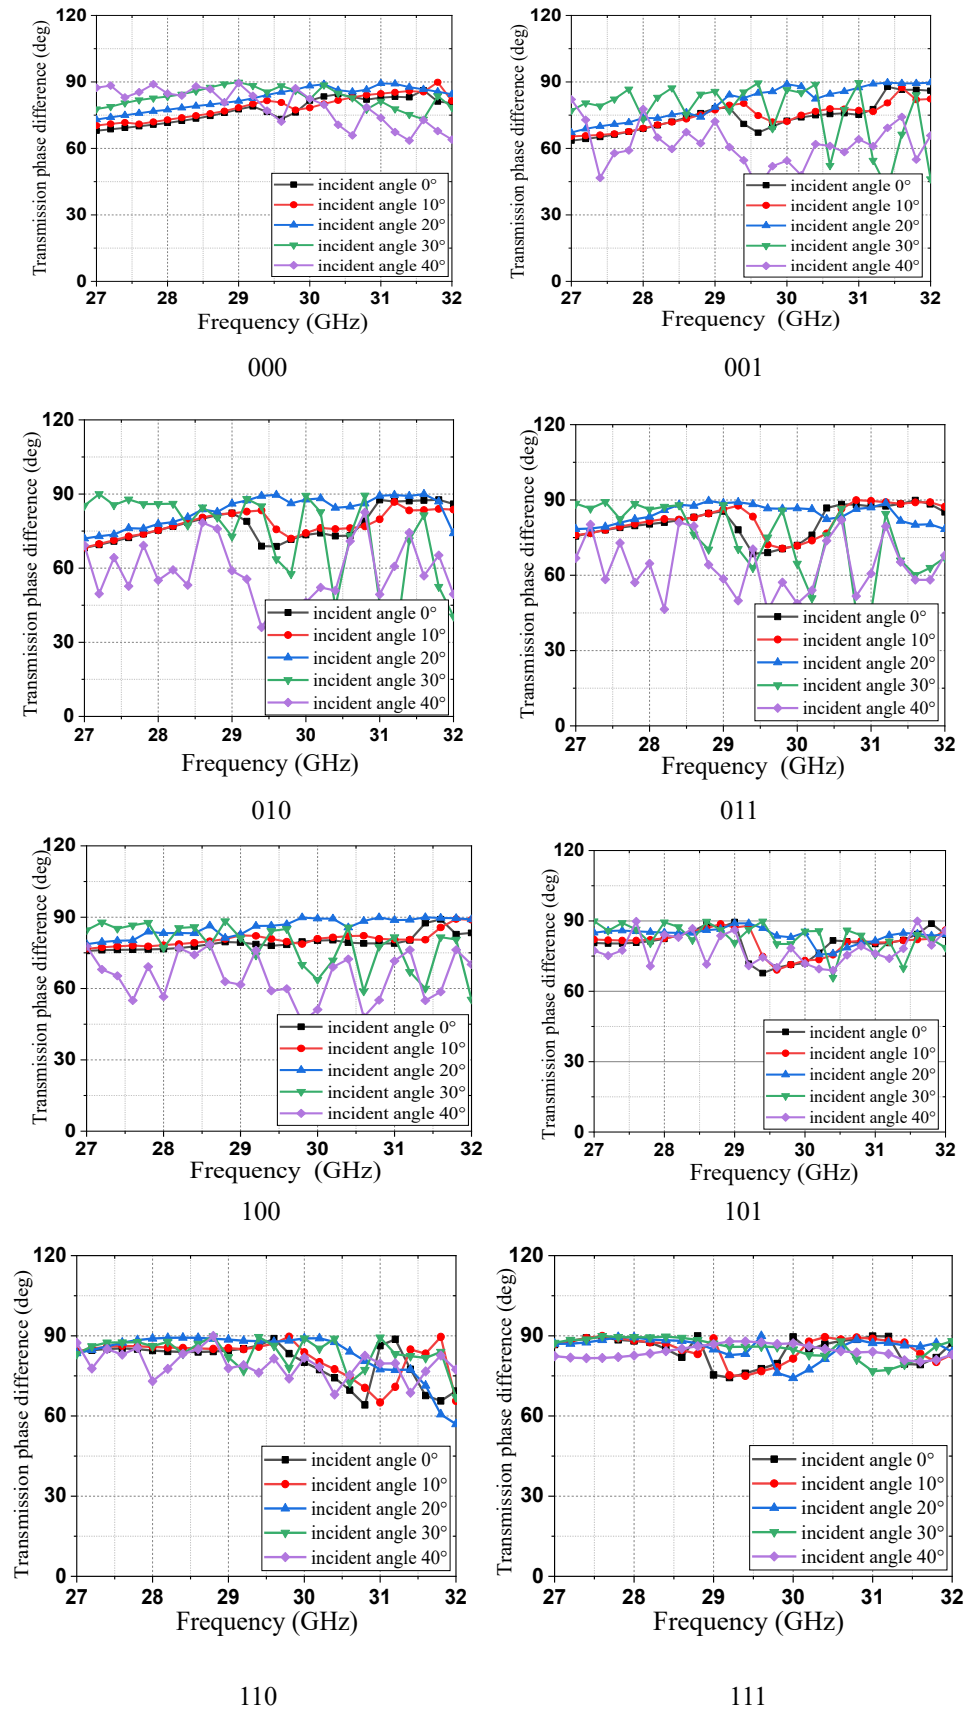 Transmission phase difference (deg)
120
90
60
30
0
incident angle 0°
incident angle 10°
incident angle 20°
incident angle 30°
incident angle 40°
27 28 29 30 31 32
Frequency (GHz)
000
Transmission phase difference (deg)
120
90
60
30
0
incident angle 0°
incident angle 10°
incident angle 20°
incident angle 30°
incident angle 40°
27 28 29 30 31 32
Frequency (GHz)
001
Transmission phase difference (deg)
120
90
60
30
0
incident angle 0°
incident angle 10°
incident angle 20°
incident angle 30°
incident angle 40°
27 28 29 30 31 32
Frequency (GHz)
010
Transmission phase difference (deg)
120
90
60
30
0
incident angle 0°
incident angle 10°
incident angle 20°
incident angle 30°
incident angle 40°
27 28 29 30 31 32
Frequency (GHz)
011
Transmission phase difference (deg)
120
90
60
30
0
incident angle 0°
incident angle 10°
incident angle 20°
incident angle 30°
incident angle 40°
27 28 29 30 31 32
Frequency (GHz)
100
Transmission phase difference (deg)
120
90
60
30
0
incident angle 0°
incident angle 10°
incident angle 20°
incident angle 30°
incident angle 40°
27 28 29 30 31 32
Frequency (GHz)
101
Transmission phase difference (deg)
120
90
60
30
0
incident angle 0°
incident angle 10°
incident angle 20°
incident angle 30°
incident angle 40°
27 28 29 30 31 32
Frequency (GHz)
110
Transmission phase difference (deg)
120
90
60
30
0
incident angle 0°
incident angle 10°
incident angle 20°
incident angle 30°
incident angle 40°
27 28 29 30 31 32
Frequency (GHz)
111